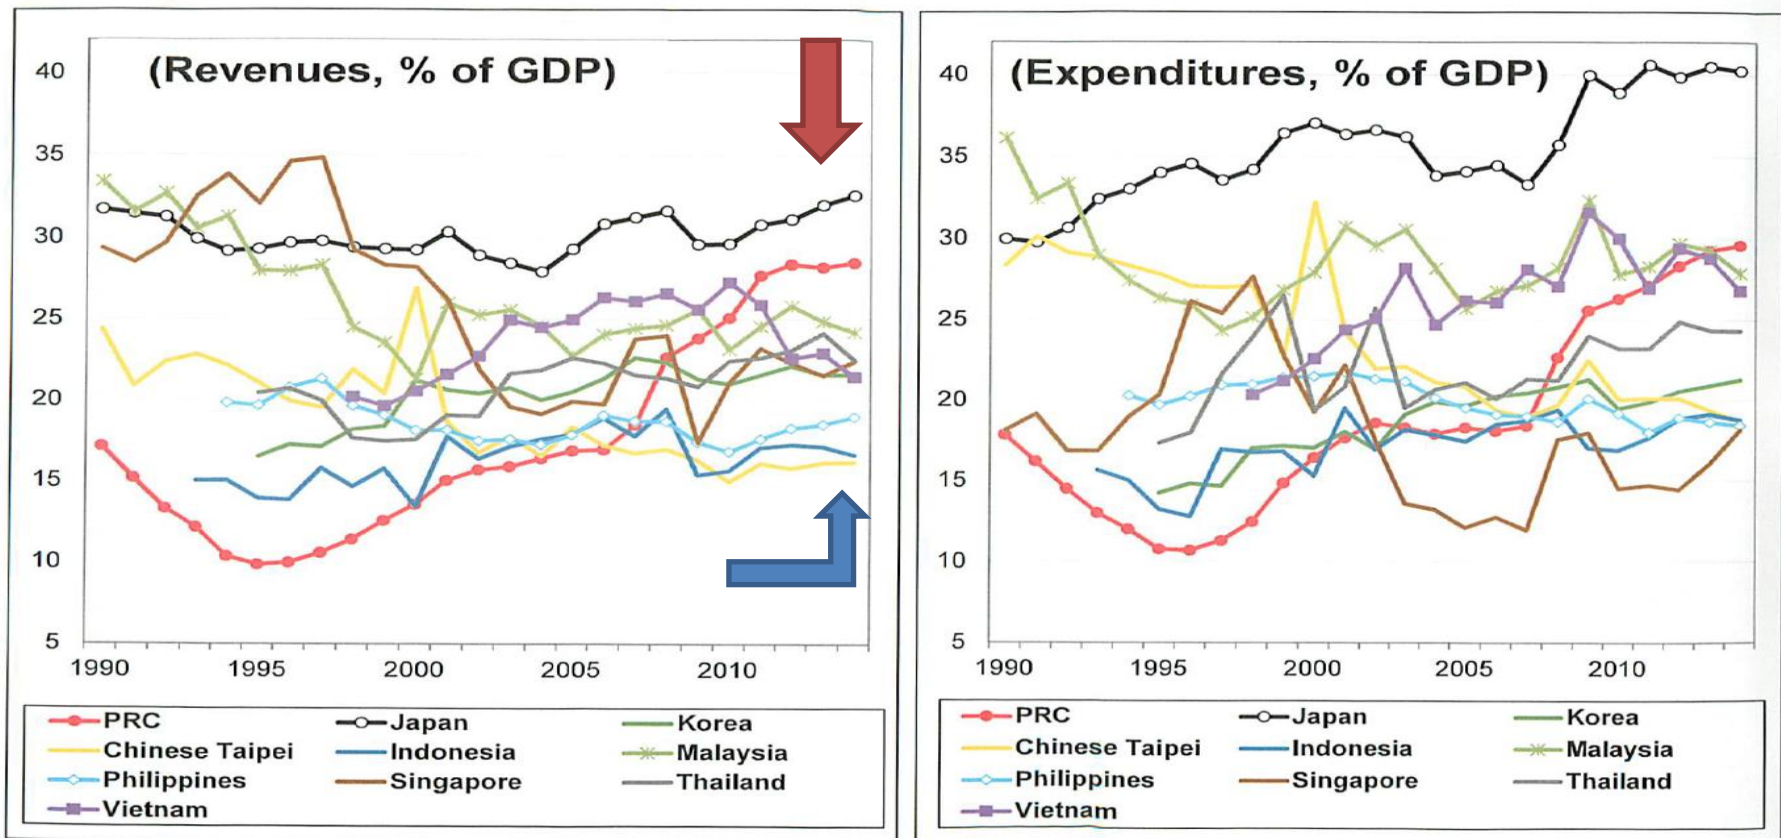 (Revenues, % of GDP)
40
35
30
25
20
15
10
5
1990 1995 2000 2005 2010
PRC Japan Korea
Chinese Taipei Indonesia Malaysia
Philippines Singapore Thailand
Vietnam
(Expenditures, % of GDP)
40
35
30
25
20
15
10
5
1990 1995 2000 2005 2010
PRC Japan Korea
Chinese Taipei Indonesia Malaysia
Philippines Singapore Thailand
Vietnam